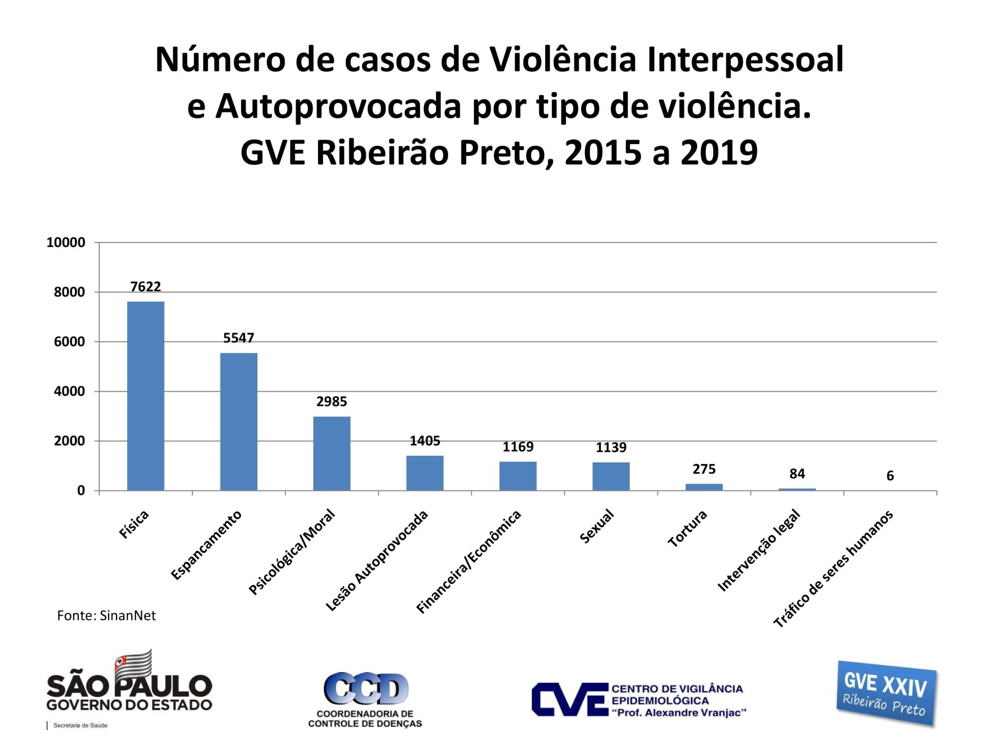 Número de casos de Violência Interpessoal
e Autoprovocada por tipo de violência.
GVE Ribeirão Preto, 2015 a 2019
10000
8000
6000
4000
2000
0
7622
5547
2985
1405
1169
1139
275
84
6
Física
Espancamento
Psicológica/Moral
Lesão Autoprovocada
Financeira/Econômica
Sexual
Tortura
Intervenção legal
Tráfico de seres humanos
Fonte: SinanNet
SÃO PAULO
GOVERNO DO ESTADO
Secretaria de Saúde
CCD
COORDENADORIA DE
CONTROLE DE DOENÇAS
CVE
CENTRO DE VIGILÂNCIA
EPIDEMIOLÓGICA
“Prof. Alexandre Vranjac”
GVE XXIV
Ribeirão Preto